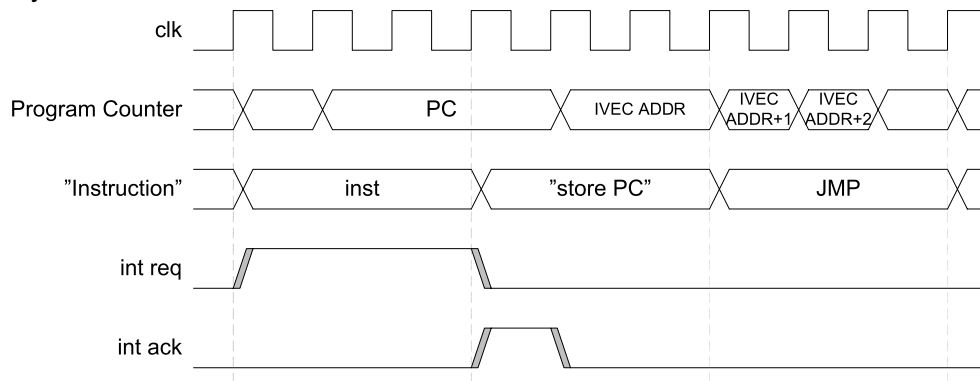 clk
Program Counter
PC
IVEC ADDR
IVEC
ADDR+1
IVEC
ADDR+2
”Instruction”
inst
”store PC”
JMP
int req
int ack